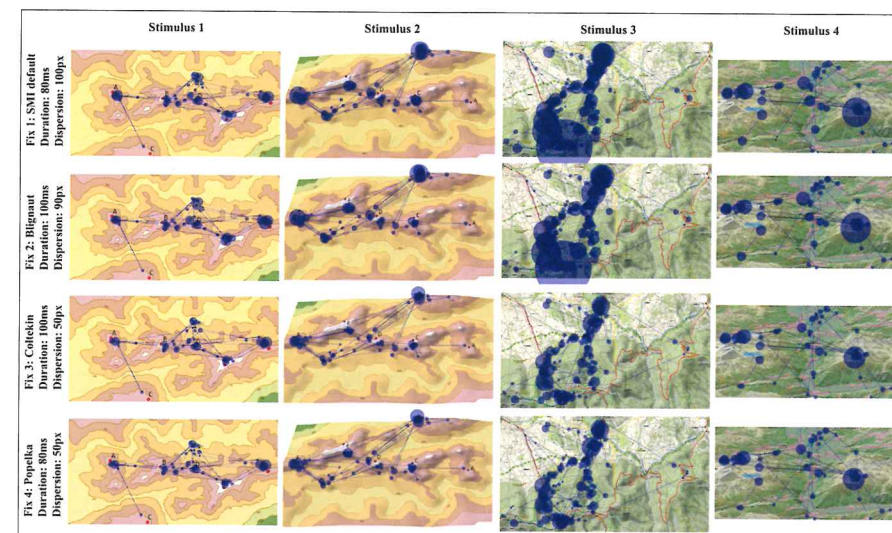 Stimulus 1
Stimulus 2
Stimulus 3
Stimulus 4
Fix 1: SMI default
Duration: 80ms
Dispersion: 100px
Fix 2: Blignaut
Duration: 100ms
Dispersion: 90px
Fix 3: Coltekin
Duration: 100ms
Dispersion: 50px
Fix 4: Popelka
Duration: 80ms
Dispersion: 50px